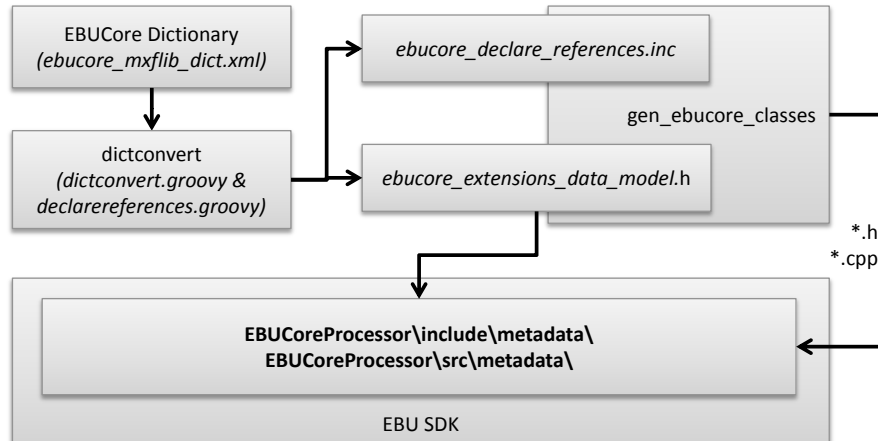 EBUCore Dictionary
(ebucore_mxflib_dict.xml)
ebucore_declare_references.inc
gen_ebucore_classes
dictconvert
(dictconvert.groovy &
declarereferences.groovy)
ebucore_extensions_data_model.h
*.h
*.cpp
EBUCoreProcessor\include\metadata\
EBUCoreProcessor\src\metadata\
EBU SDK